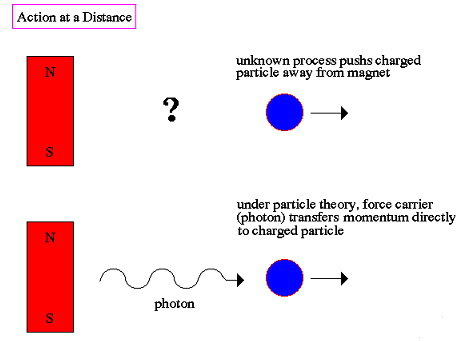 Action at a Distance
unknown process pushes charged
particle away from magnet
N
?
S
under particle theory, force carrier
(photon) transfers momentum directly
to charged particle
N
photon
S